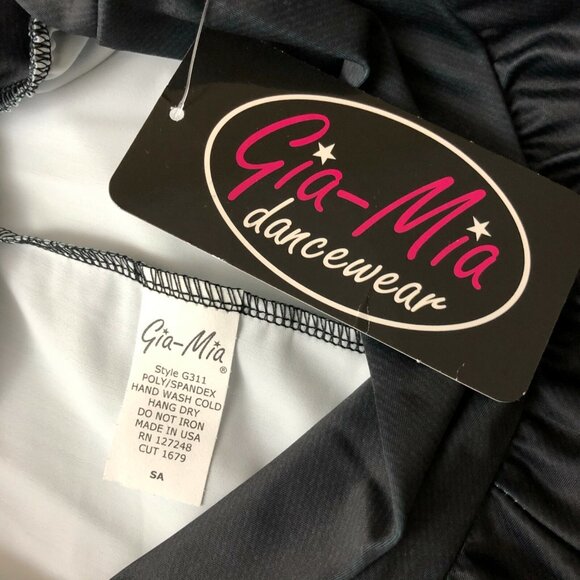 Gia-Mia
dancewear
Gia-Mia®
Style G311
POLY/SPANDEX
HAND WASH COLD
HANG DRY
DO NOT IRON
MADE IN USA
RN 127248
CUT 1679
SA